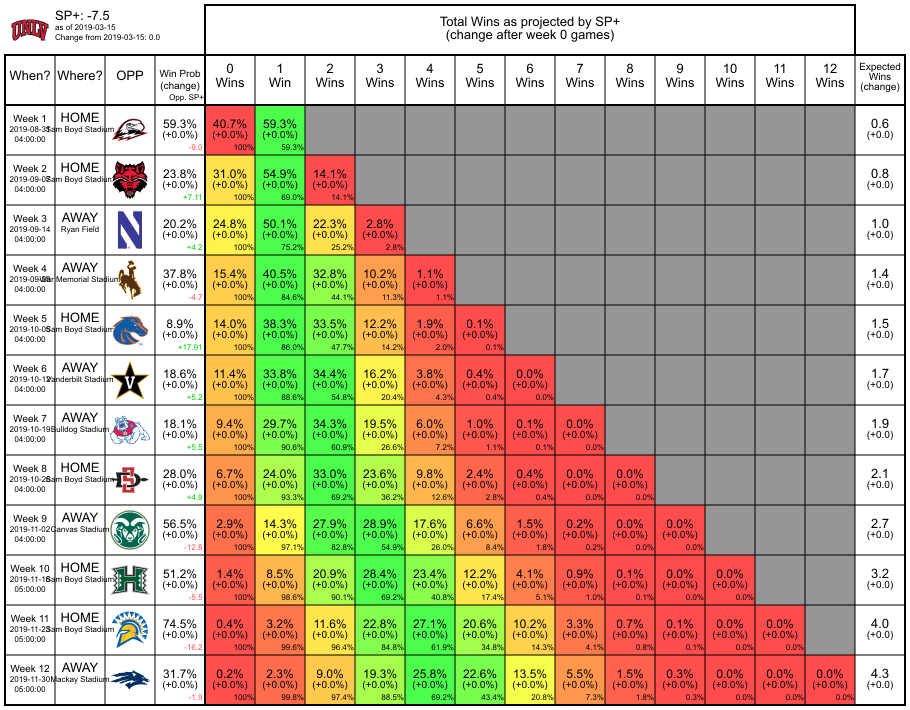 UNLV
SP+: -7.5
as of 2019-03-15
Change from 2019-03-15: 0.0
Total Wins as projected by SP+
(change after week 0 games)
When? Where? OPP Win Prob (change) Opp. SP+ 0 Wins 1 Win 2 Wins 3 Wins 4 Wins 5 Wins 6 Wins 7 Wins 8 Wins 9 Wins 10 Wins 11 Wins 12 Wins Expected Wins (change)
Week 1 HOME 59.3% 40.7% 59.3% 0.6
2019-08-31 Sam Boyd Stadium (+0.0%) (+0.0%) (+0.0%) (+0.0)
04:00:00 -9.0 100% 59.3%
Week 2 HOME 23.8% 31.0% 54.9% 14.1% 0.8
2019-09-07 Sam Boyd Stadium (+0.0%) (+0.0%) (+0.0%) (+0.0%) (+0.0)
04:00:00 +7.11 100% 69.0% 14.1%
Week 3 AWAY N 20.2% 24.8% 50.1% 22.3% 2.8% 1.0
2019-09-14 Ryan Field (+0.0%) (+0.0%) (+0.0%) (+0.0%) (+0.0%) (+0.0)
04:00:00 +4.2 100% 75.2% 25.2% 2.8%
Week 4 AWAY 37.8% 15.4% 40.5% 32.8% 10.2% 1.1% 1.4
2019-09-28 War Memorial Stadium (+0.0%) (+0.0%) (+0.0%) (+0.0%) (+0.0%) (+0.0%) (+0.0)
04:00:00 -4.7 100% 84.6% 44.1% 11.3% 1.1%
Week 5 HOME 8.9% 14.0% 38.3% 33.5% 12.2% 1.9% 0.1% 1.5
2019-10-05 Sam Boyd Stadium (+0.0%) (+0.0%) (+0.0%) (+0.0%) (+0.0%) (+0.0%) (+0.0%) (+0.0)
04:00:00 +17.91 100% 86.0% 47.7% 14.2% 2.0% 0.1%
Week 6 AWAY V 18.6% 11.4% 33.8% 34.4% 16.2% 3.8% 0.4% 0.0% 1.7
2019-10-12 Vanderbilt Stadium (+0.0%) (+0.0%) (+0.0%) (+0.0%) (+0.0%) (+0.0%) (+0.0%) (+0.0%) (+0.0)
04:00:00 +5.2 100% 88.6% 54.8% 20.4% 4.3% 0.4% 0.0%
Week 7 AWAY 18.1% 9.4% 29.7% 34.3% 19.5% 6.0% 1.0% 0.1% 0.0% 1.9
2019-10-19 Bulldog Stadium (+0.0%) (+0.0%) (+0.0%) (+0.0%) (+0.0%) (+0.0%) (+0.0%) (+0.0%) (+0.0%) (+0.0)
04:00:00 +5.5 100% 90.6% 60.9% 26.6% 7.2% 1.1% 0.1% 0.0%
Week 8 HOME SD 28.0% 6.7% 24.0% 33.0% 23.6% 9.8% 2.4% 0.4% 0.0% 0.0% 2.1
2019-10-26 Sam Boyd Stadium (+0.0%) (+0.0%) (+0.0%) (+0.0%) (+0.0%) (+0.0%) (+0.0%) (+0.0%) (+0.0%) (+0.0%) (+0.0)
04:00:00 +4.9 100% 93.3% 69.2% 36.2% 12.6% 2.8% 0.4% 0.0% 0.0%
Week 9 AWAY 56.5% 2.9% 14.3% 27.9% 28.9% 17.6% 6.6% 1.5% 0.2% 0.0% 0.0% 2.7
2019-11-02 Canvas Stadium (+0.0%) (+0.0%) (+0.0%) (+0.0%) (+0.0%) (+0.0%) (+0.0%) (+0.0%) (+0.0%) (+0.0%) (+0.0%) (+0.0)
04:00:00 -12.8 100% 97.1% 82.8% 54.9% 26.0% 8.4% 1.8% 0.2% 0.0% 0.0%
Week 10 HOME H 51.2% 1.4% 8.5% 20.9% 28.4% 23.4% 12.2% 4.1% 0.9% 0.1% 0.0% 0.0% 3.2
2019-11-16 Sam Boyd Stadium (+0.0%) (+0.0%) (+0.0%) (+0.0%) (+0.0%) (+0.0%) (+0.0%) (+0.0%) (+0.0%) (+0.0%) (+0.0%) (+0.0%) (+0.0)
05:00:00 -5.5 100% 98.6% 90.1% 69.2% 40.8% 17.4% 5.1% 1.0% 0.1% 0.0% 0.0%
Week 11 HOME 74.5% 0.4% 3.2% 11.6% 22.8% 27.1% 20.6% 10.2% 3.3% 0.7% 0.1% 0.0% 0.0% 4.0
2019-11-23 Sam Boyd Stadium (+0.0%) (+0.0%) (+0.0%) (+0.0%) (+0.0%) (+0.0%) (+0.0%) (+0.0%) (+0.0%) (+0.0%) (+0.0%) (+0.0%) (+0.0%) (+0.0)
05:00:00 -16.2 100% 99.6% 96.4% 84.8% 61.9% 34.8% 14.3% 4.1% 0.8% 0.1% 0.0% 0.0%
Week 12 AWAY 31.7% 0.2% 2.3% 9.0% 19.3% 25.8% 22.6% 13.5% 5.5% 1.5% 0.3% 0.0% 0.0% 0.0% 4.3
2019-11-30 Mackay Stadium (+0.0%) (+0.0%) (+0.0%) (+0.0%) (+0.0%) (+0.0%) (+0.0%) (+0.0%) (+0.0%) (+0.0%) (+0.0%) (+0.0%) (+0.0%) (+0.0%) (+0.0)
05:00:00 -1.9 100% 99.8% 97.4% 88.5% 69.2% 43.4% 20.8% 7.3% 1.8% 0.3% 0.0% 0.0% 0.0%